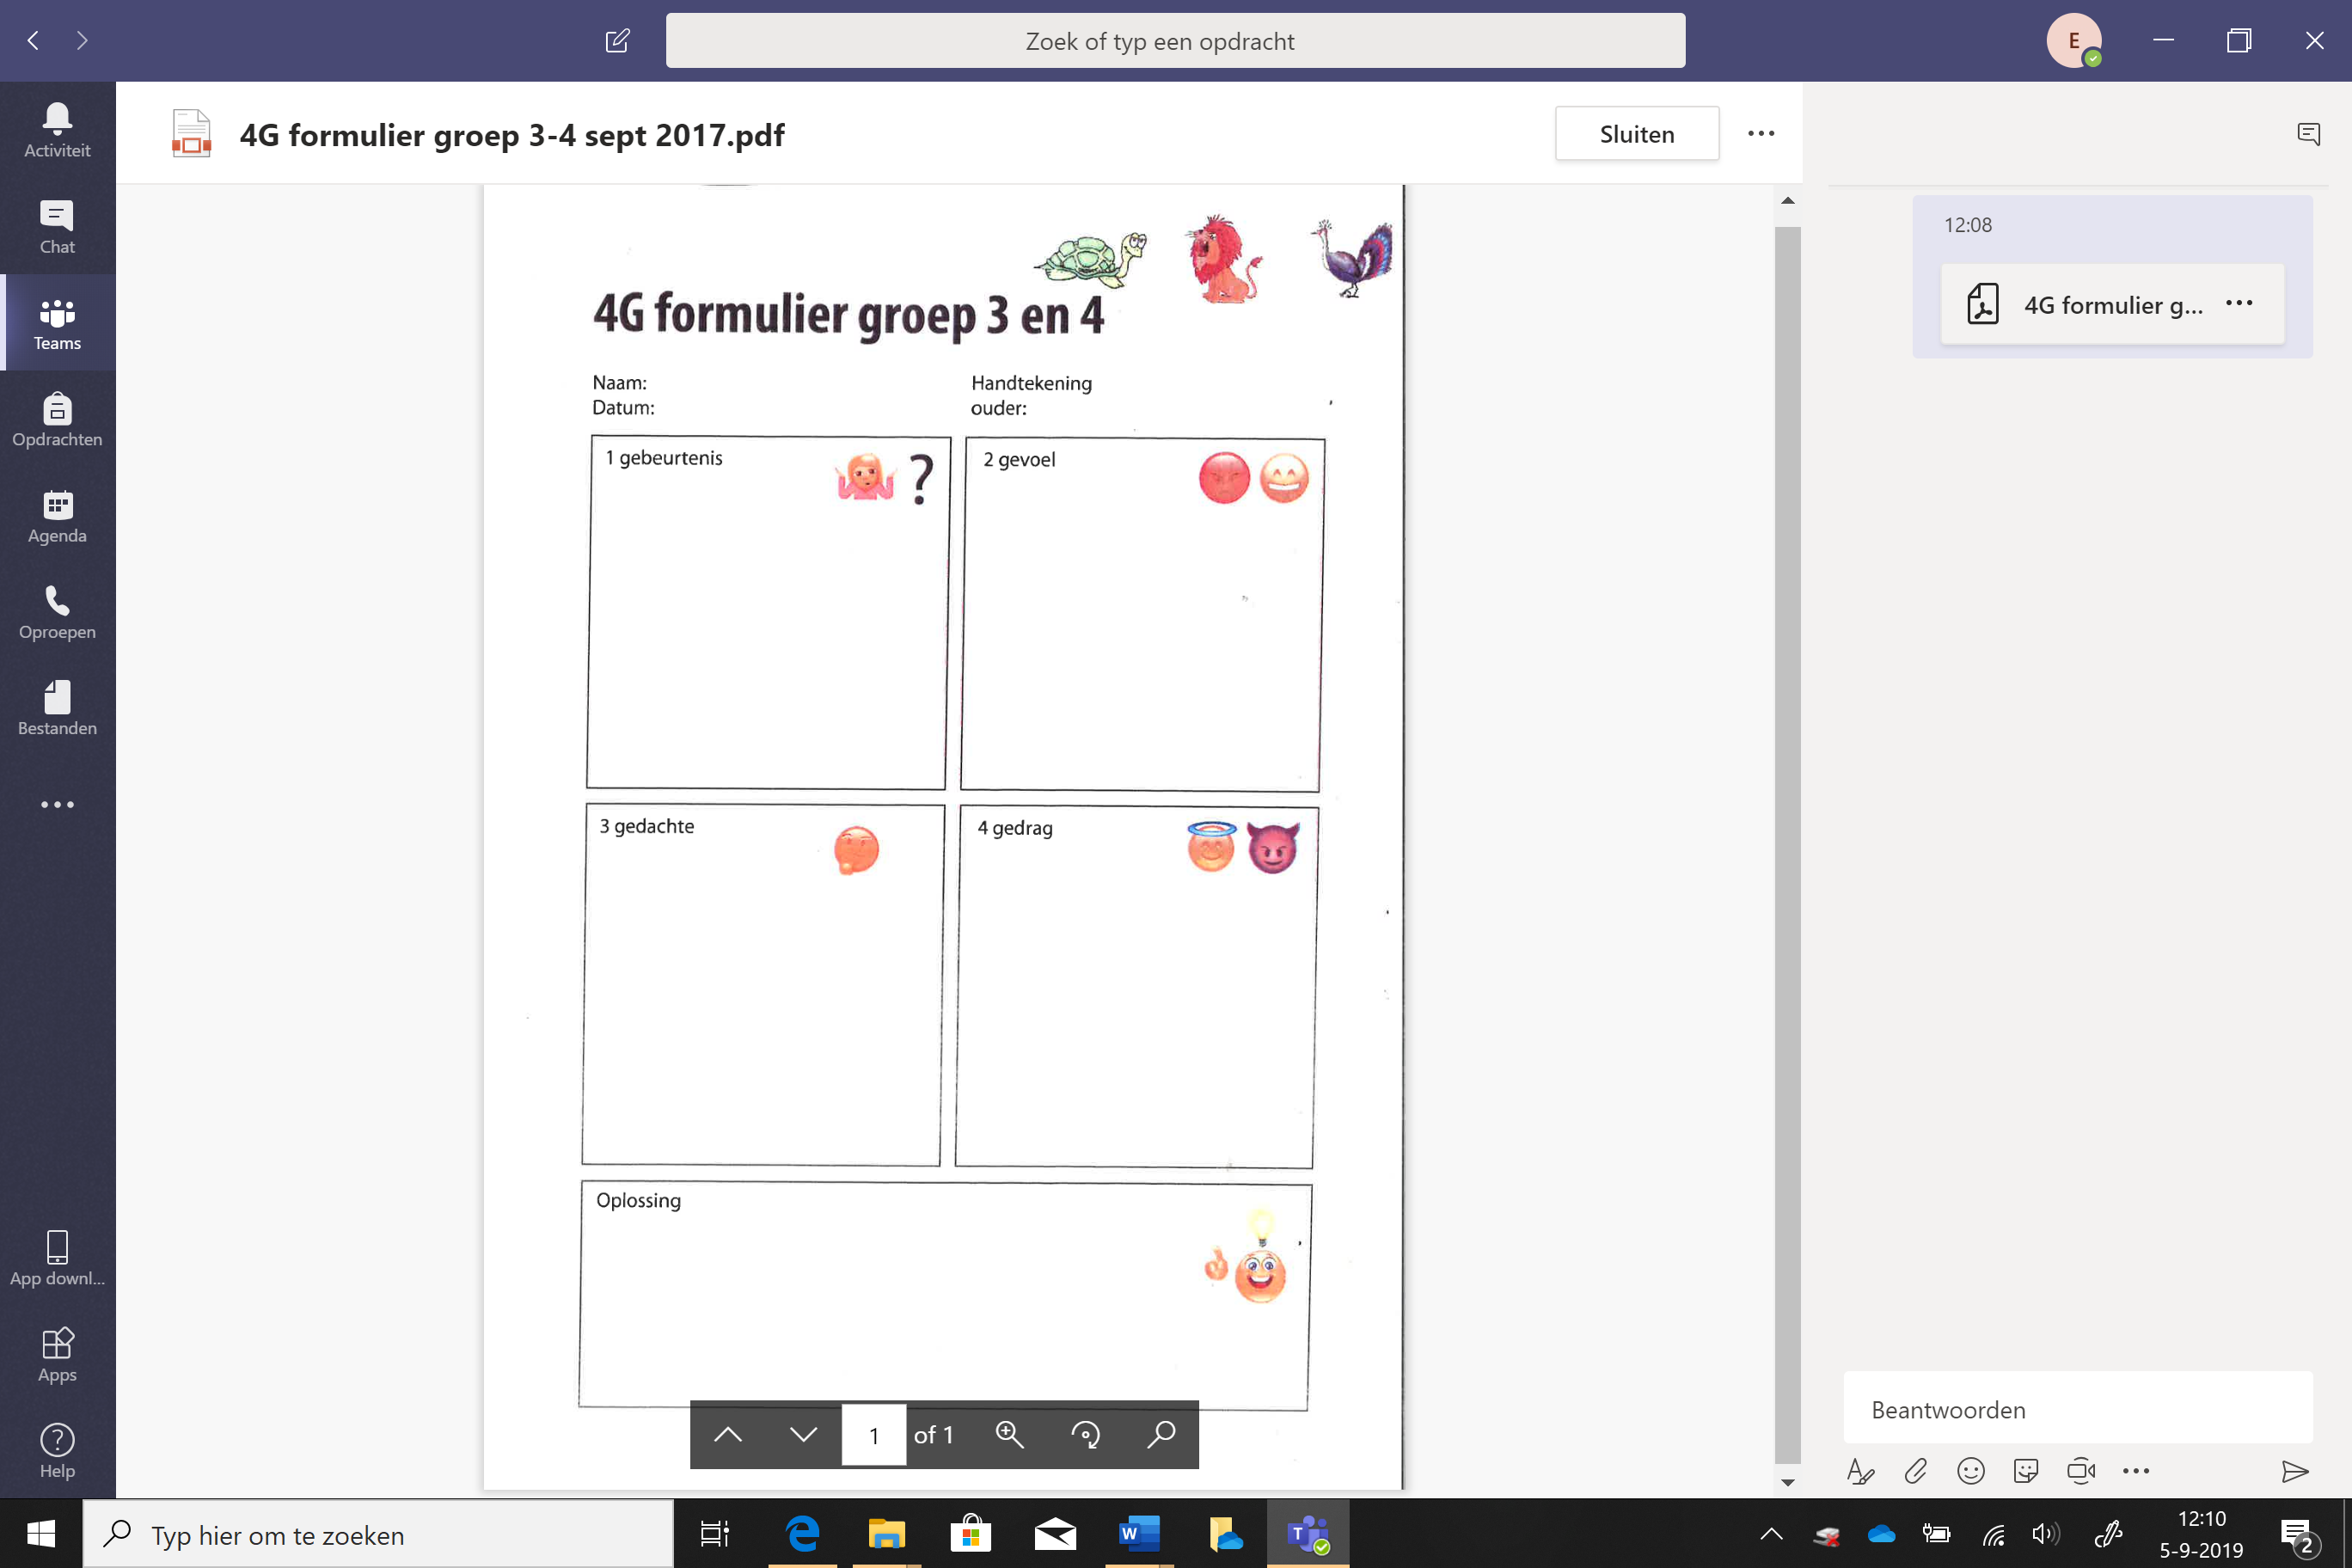 Zoek of typ een opdracht
E
Activiteit
Chat
Teams
Opdrachten
Agenda
Oproepen
Bestanden
App downl...
Apps
Help
4G formulier groep 3-4 sept 2017.pdf
Sluiten
4G formulier groep 3 en 4
Naam:
Datum:
Handtekening
ouder:
1 gebeurtenis
?
2 gevoel
3 gedachte
4 gedrag
Oplossing
1 of 1
12:08
4G formulier g...
Beantwoorden
Typ hier om te zoeken
12:10
5-9-2019
2